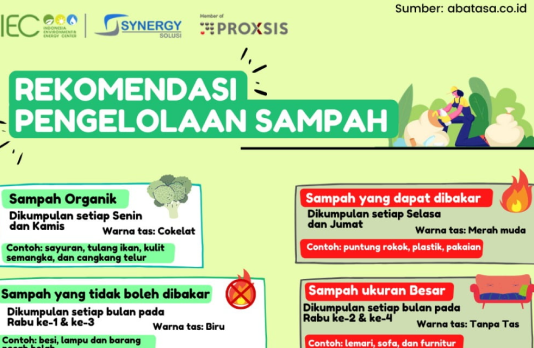 Sumber: abatasa.co.id
IEC
INDONESIA
ENVIRONMENT &
ENERGY CENTER
SYNERGY
SOLUSI
Member of
PROXSIS
REKOMENDASI
PENGELOLAAN SAMPAH
Sampah Organik
Dikumpulan setiap Senin
dan Kamis
Warna tas: Cokelat
Contoh: sayuran, tulang ikan, kulit
semangka, dan cangkang telur
Sampah yang dapat dibakar
Dikumpulan setiap Selasa
dan Jumat
Warna tas: Merah muda
Contoh: puntung rokok, plastik, pakaian
Sampah yang tidak boleh dibakar
Dikumpulan setiap bulan pada
Rabu ke-1 & ke-3
Warna tas: Biru
Contoh: besi, lampu dan barang
Sampah ukuran Besar
Dikumpulan setiap bulan pada
Rabu ke-2 & ke-4
Warna tas: Tanpa Tas
Contoh: lemari, sofa, dan furnitur